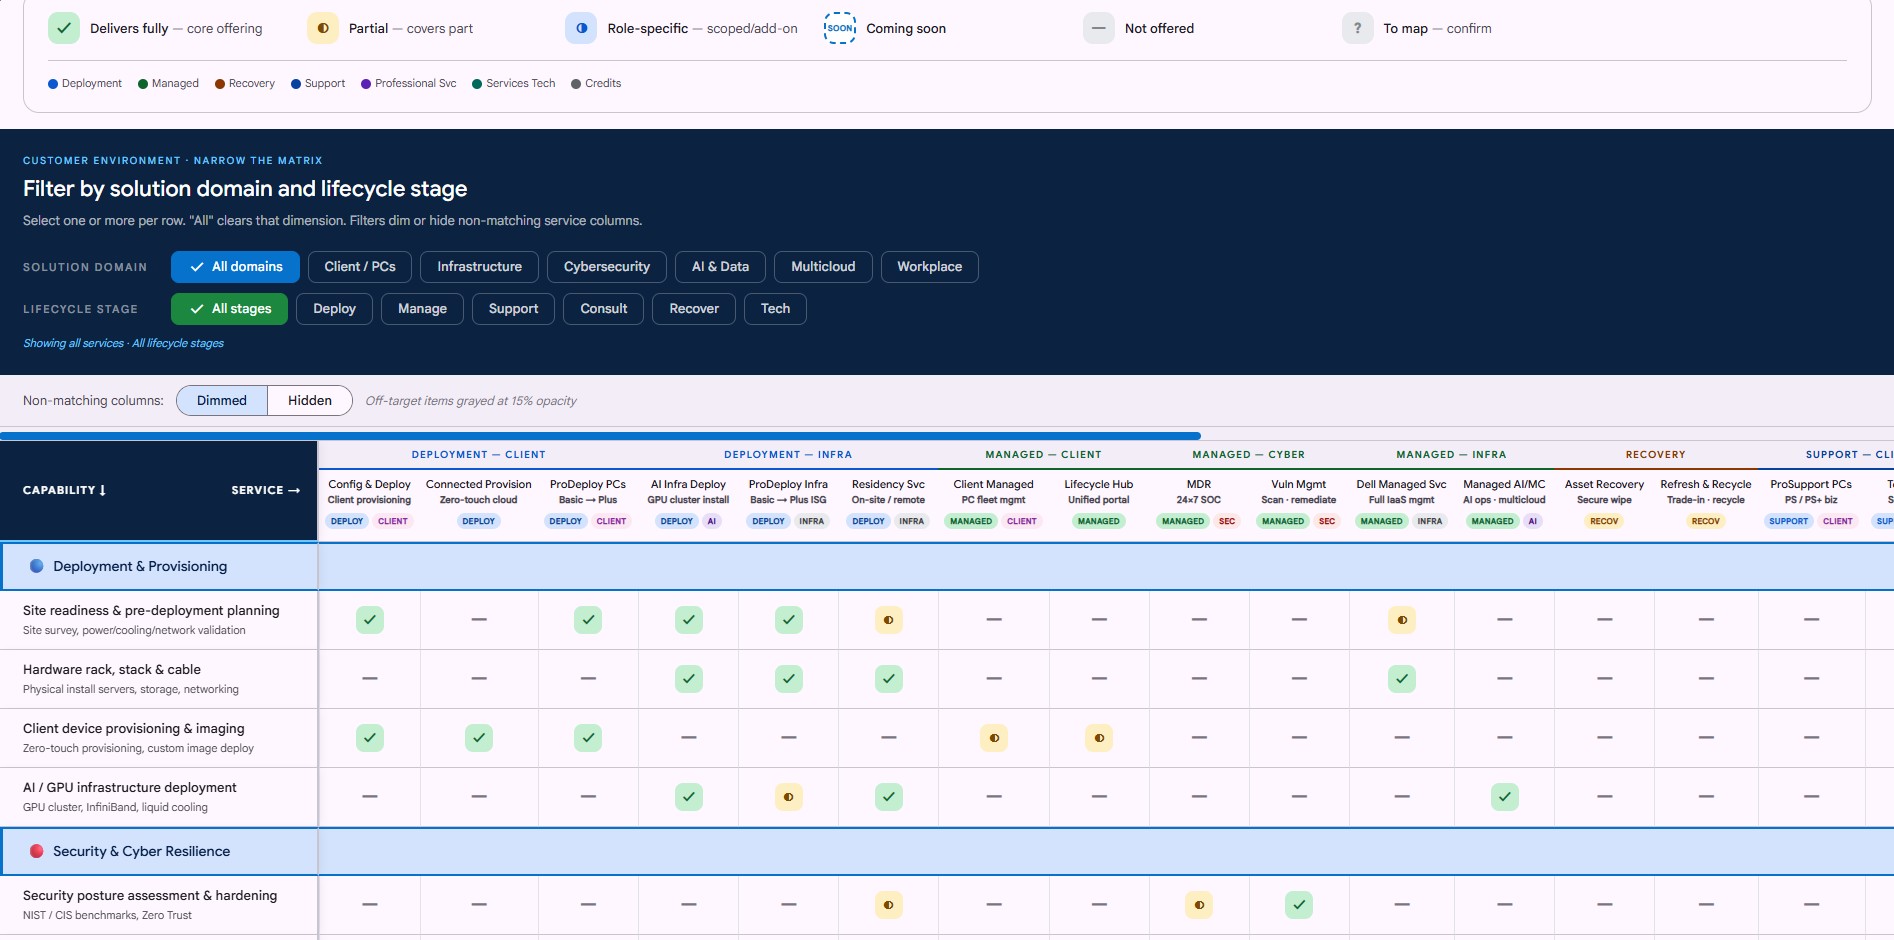 Delivers fully — core offering
Partial — covers part
Role-specific — scoped/add-on
SOON Coming soon
Not offered
? To map — confirm
Deployment Managed Recovery Support Professional Svc Services Tech Credits
CUSTOMER ENVIRONMENT · NARROW THE MATRIX
Filter by solution domain and lifecycle stage
Select one or more per row. "All" clears that dimension. Filters dim or hide non-matching service columns.
SOLUTION DOMAIN All domains Client / PCs Infrastructure Cybersecurity AI & Data Multicloud Workplace
LIFECYCLE STAGE All stages Deploy Manage Support Consult Recover Tech
Showing all services · All lifecycle stages
Non-matching columns: Dimmed Hidden Off-target items grayed at 15% opacity
DEPLOYMENT — CLIENT DEPLOYMENT — INFRA MANAGED — CLIENT MANAGED — CYBER MANAGED — INFRA RECOVERY SUPPORT — CLI
CAPABILITY ↓ SERVICE →
Config & Deploy Connected Provision ProDeploy PCs AI Infra Deploy ProDeploy Infra Residency Svc Client Managed Lifecycle Hub MDR Vuln Mgmt Dell Managed Svc Managed AI/MC Asset Recovery Refresh & Recycle ProSupport PCs
Client provisioning Zero-touch cloud Basic → Plus GPU cluster install Basic → Plus ISG On-site / remote PC fleet mgmt Unified portal 24×7 SOC Scan · remediate Full IaaS mgmt AI ops · multicloud Secure wipe Trade-in · recycle PS / PS+ biz
DEPLOY CLIENT DEPLOY DEPLOY CLIENT DEPLOY AI DEPLOY INFRA DEPLOY INFRA MANAGED CLIENT MANAGED MANAGED SEC MANAGED SEC MANAGED INFRA MANAGED AI RECOV RECOV SUPPORT CLIENT
Deployment & Provisioning
Site readiness & pre-deployment planning
Site survey, power/cooling/network validation
Hardware rack, stack & cable
Physical install servers, storage, networking
Client device provisioning & imaging
Zero-touch provisioning, custom image deploy
AI / GPU infrastructure deployment
GPU cluster, InfiniBand, liquid cooling
Security & Cyber Resilience
Security posture assessment & hardening
NIST / CIS benchmarks, Zero Trust